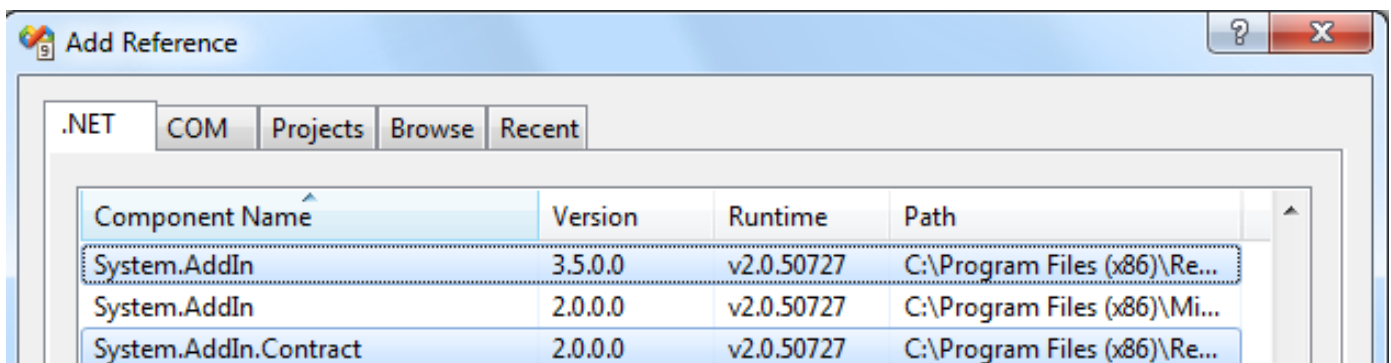 Add Reference
.NET COM Projects Browse Recent
Component Name Version Runtime Path
System.AddIn 3.5.0.0 v2.0.50727 C:\Program Files (x86)\Re...
System.AddIn 2.0.0.0 v2.0.50727 C:\Program Files (x86)\Mi...
System.AddIn.Contract 2.0.0.0 v2.0.50727 C:\Program Files (x86)\Re...